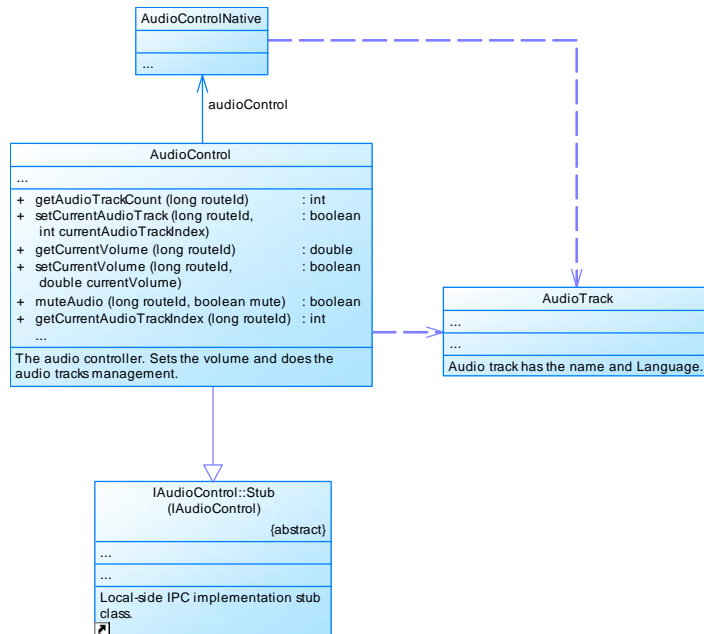 AudioControlNative
...
audioControl
AudioControl
...
+ getAudioTrackCount (long routeId) : int
+ setCurrentAudioTrack (long routeId, : boolean
int currentAudioTrackIndex)
+ getCurrentVolume (long routeId) : double
+ setCurrentVolume (long routeId, : boolean
double currentVolume)
+ muteAudio (long routeId, boolean mute) : boolean
+ getCurrentAudioTrackIndex (long routeId) : int
...
The audio controller. Sets the volume and does the
audio tracks management.
AudioTrack
...
...
Audio track has the name and Language.
IAudioControl::Stub
(IAudioControl)
{abstract}
...
...
Local-side IPC implementation stub
class.